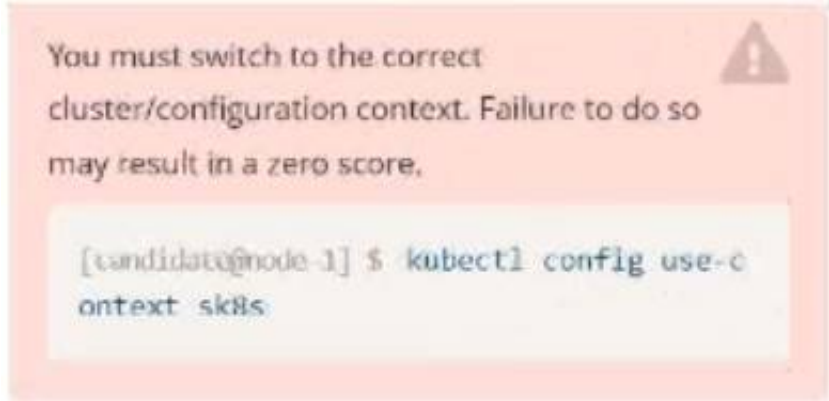 You must switch to the correct
cluster/configuration context. Failure to do so
may result in a zero score.
[candidate@node-1] $ kubectl config use-c
ontext sk8s